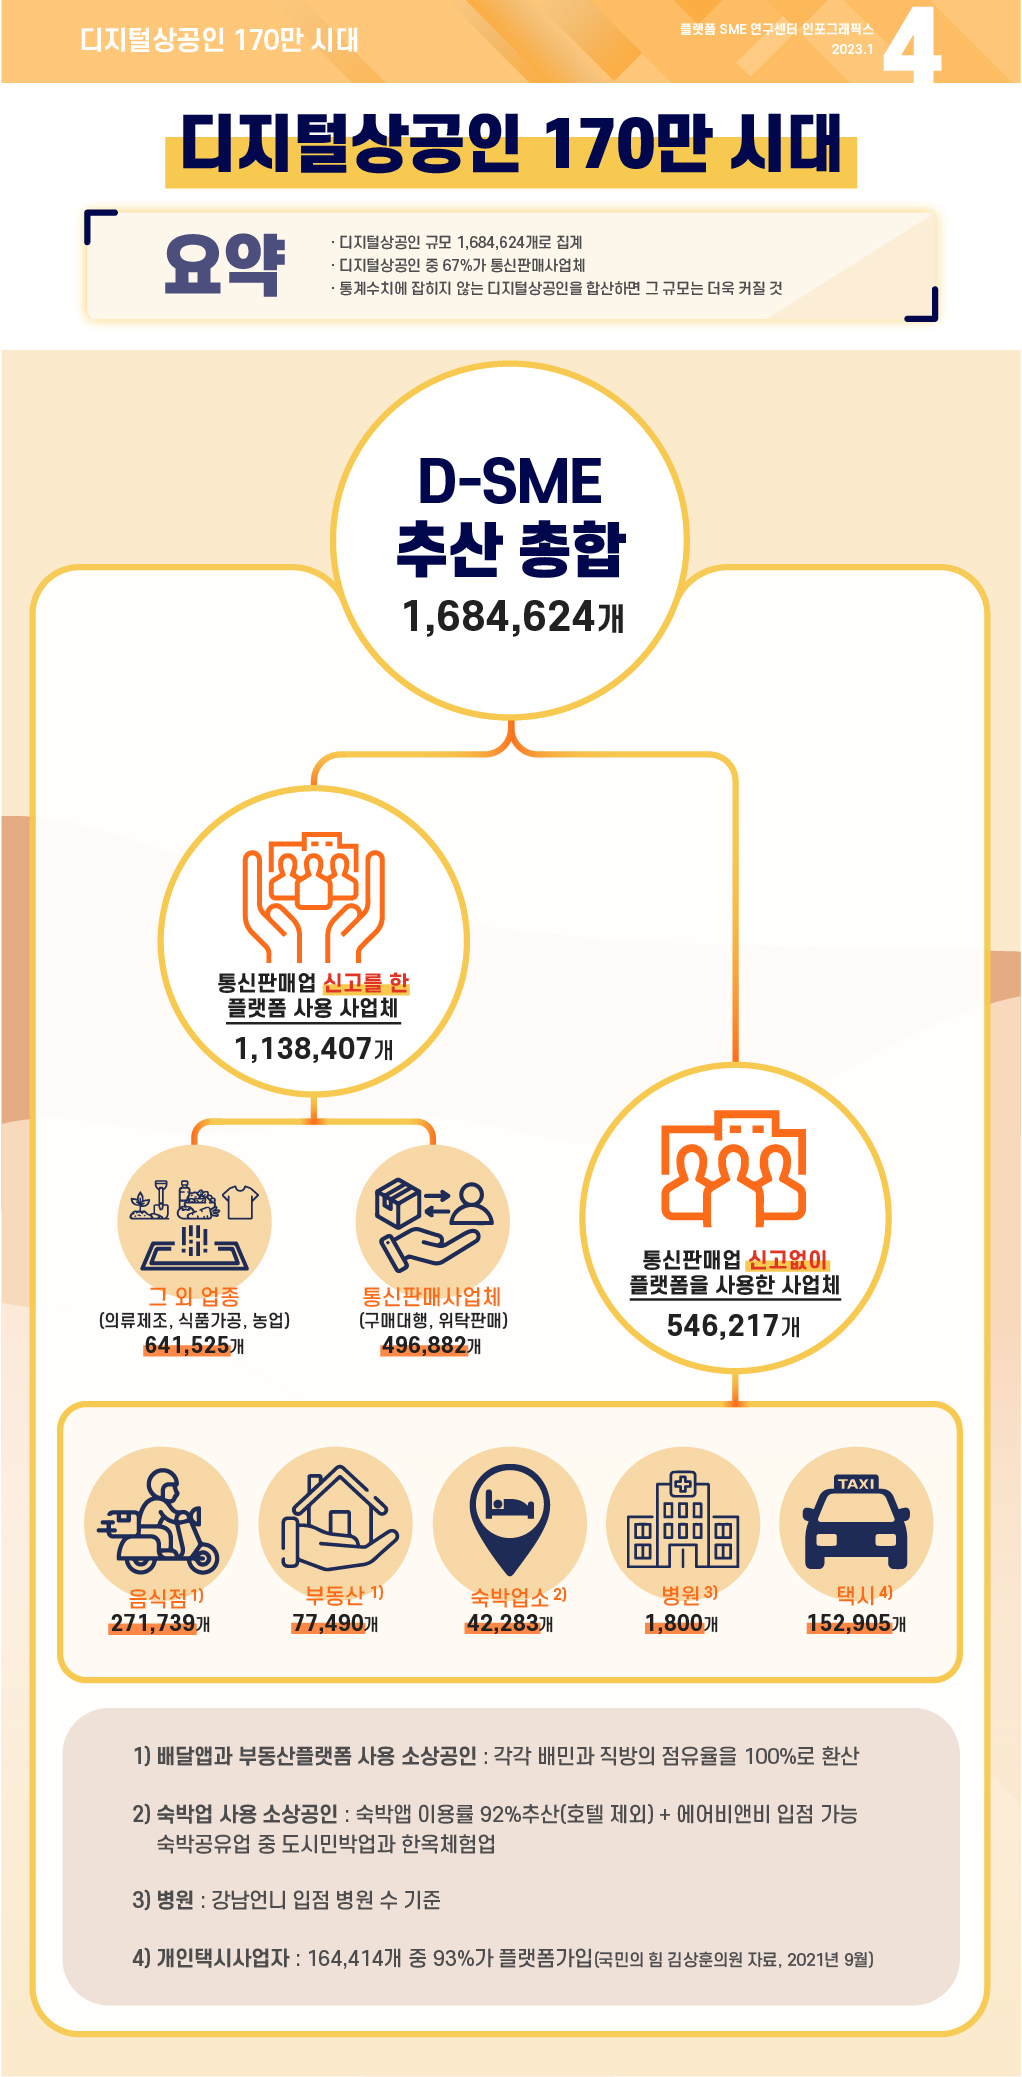 디지털상공인 170만 시대
플랫폼 SME 연구센터 인포그래픽스
2023.1
4
디지털상공인 170만 시대
요약
· 디지털상공인 규모 1,684,624개로 집계
· 디지털상공인 중 67%가 통신판매사업체
· 통계수치에 잡히지 않는 디지털상공인을 합산하면 그 규모는 더욱 커질 것
D-SME
추산 총합
1,684,624개
통신판매업 신고를 한
플랫폼 사용 사업체
1,138,407개
그 외 업종
(의류제조, 식품가공, 농업)
641,525개
통신판매사업체
(구매대행, 위탁판매)
496,882개
통신판매업 신고없이
플랫폼을 사용한 사업체
546,217개
음식점 1)
271,739개
부동산 1)
77,490개
숙박업소 2)
42,283개
병원 3)
1,800개
TAXI
택시 4)
152,905개
1) 배달앱과 부동산플랫폼 사용 소상공인 : 각각 배민과 직방의 점유율을 100%로 환산
2) 숙박업 사용 소상공인 : 숙박앱 이용률 92%추산(호텔 제외) + 에어비앤비 입점 가능
숙박공유업 중 도시민박업과 한옥체험업
3) 병원 : 강남언니 입점 병원 수 기준
4) 개인택시사업자 : 164,414개 중 93%가 플랫폼가입(국민의 힘 김상훈의원 자료, 2021년 9월)